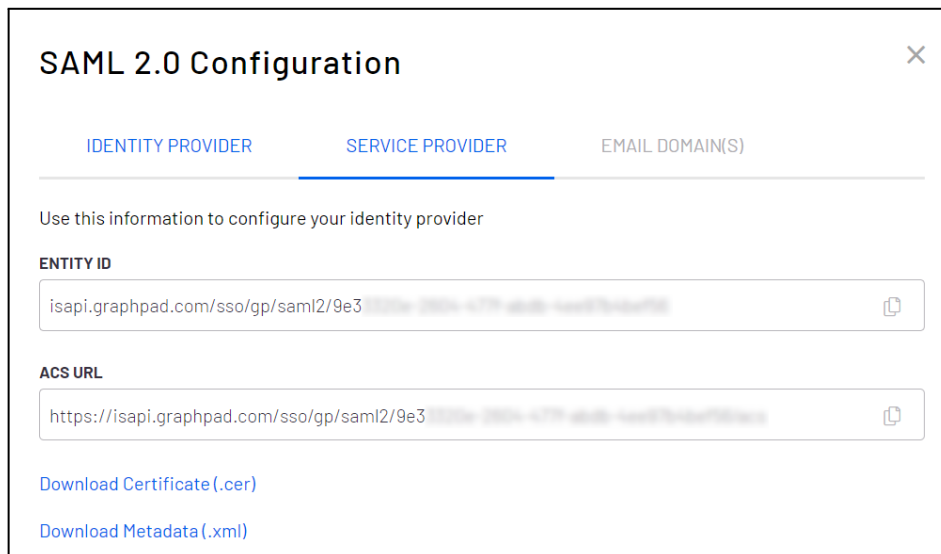 SAML 2.0 Configuration
IDENTITY PROVIDER SERVICE PROVIDER EMAIL DOMAIN(S)
Use this information to configure your identity provider
ENTITY ID
isapi.graphpad.com/sso/gp/saml2/9e3
ACS URL
https://isapi.graphpad.com/sso/gp/saml2/9e3
Download Certificate (.cer)
Download Metadata (.xml)